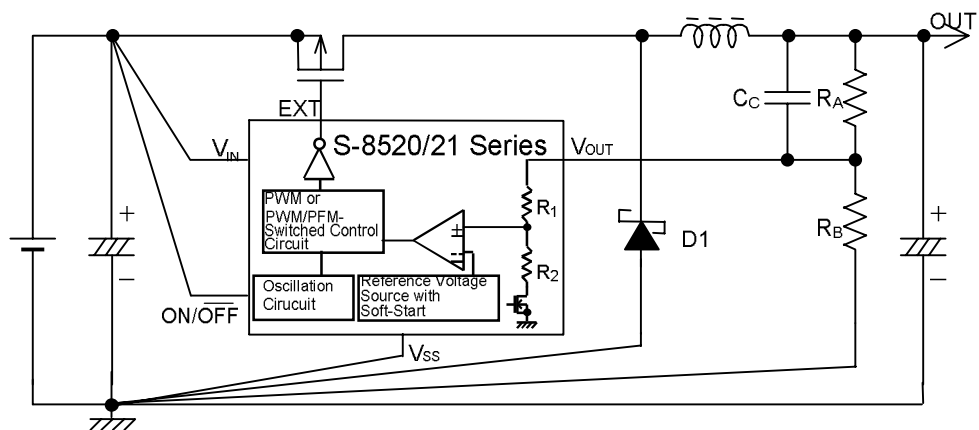 OUT
EXT
CC
RA
S-8520/21 Series
VIN
VOUT
PWM or
PWM/PFM-
Switched Control
Circuit
R1
+
+
+
RB
D1
R2
-
-
-
Oscillation
Cirucuit
Reference Voltage
Source with
Soft-Start
ON/OFF
VSS